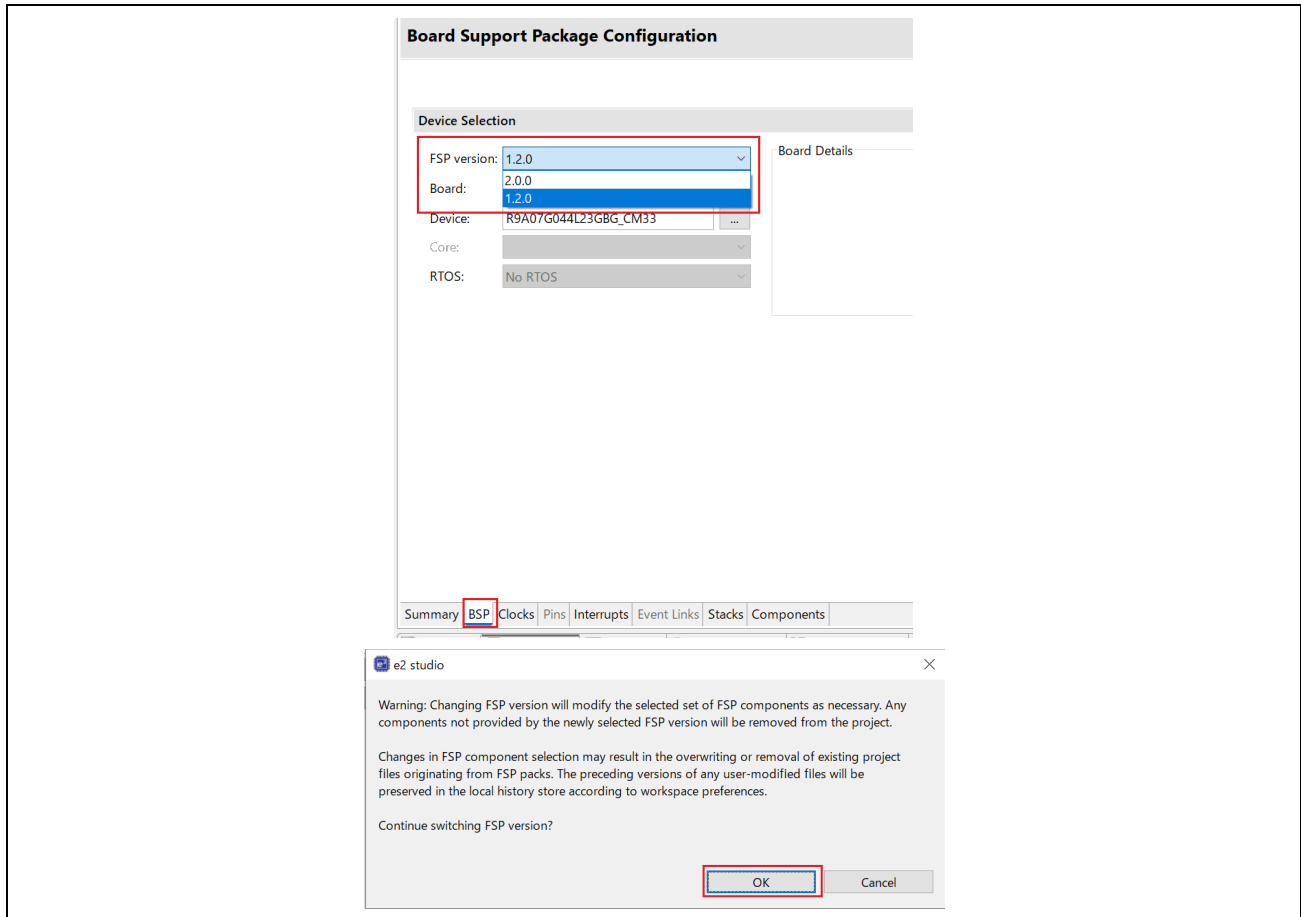 Board Support Package Configuration
Device Selection
FSP version: 1.2.0
Board Details
2.0.0
Board:
1.2.0
Device: R9A07G044L23GBG_CM33 ...
Core:
RTOS: No RTOS
Summary BSP Clocks Pins Interrupts Event Links Stacks Components
e2 studio
Warning: Changing FSP version will modify the selected set of FSP components as necessary. Any
components not provided by the newly selected FSP version will be removed from the project.
Changes in FSP component selection may result in the overwriting or removal of existing project
files originating from FSP packs. The preceding versions of any user-modified files will be
preserved in the local history store according to workspace preferences.
Continue switching FSP version?
OK Cancel